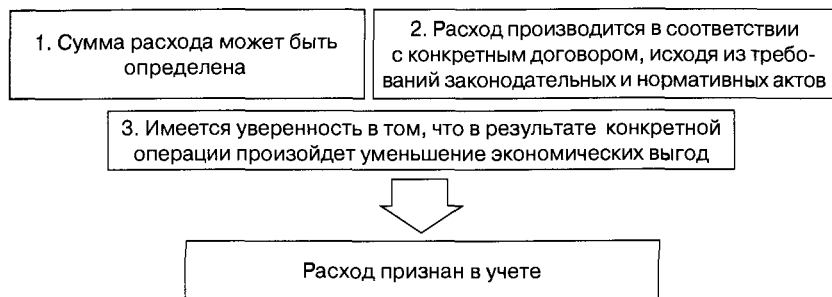 1. Сумма расхода может быть
определена
2. Расход производится в соответствии
с конкретным договором, исходя из требо-
ваний законодательных и нормативных актов
3. Имеется уверенность в том, что в результате конкретной
операции произойдет уменьшение экономических выгод
Расход признан в учете